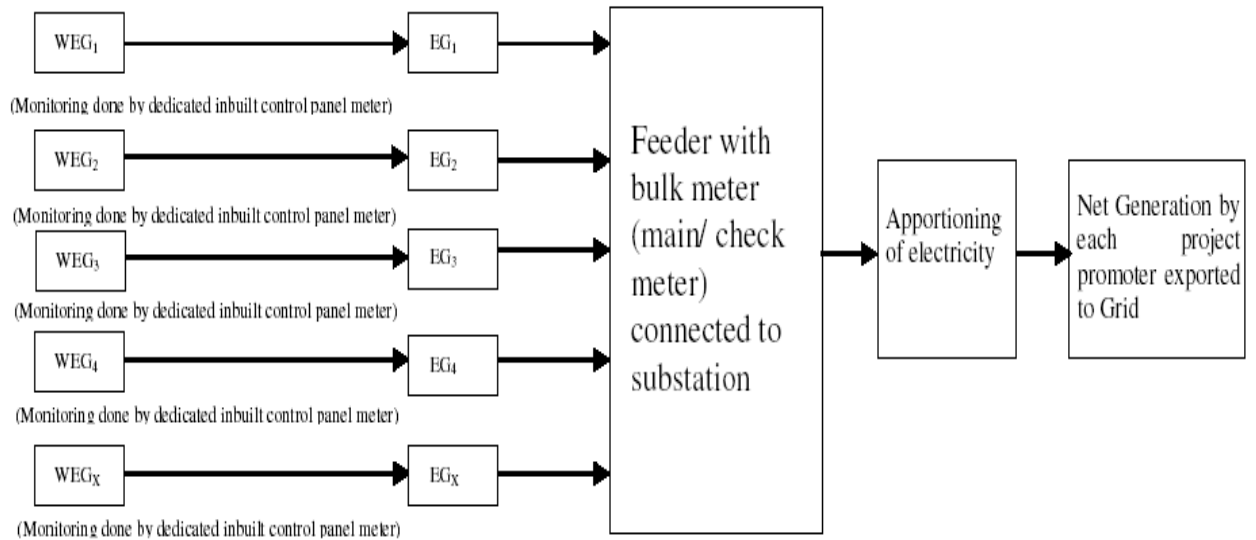 WEG₁
EG₁
(Monitoring done by dedicated inbuilt control panel meter)
WEG₂
EG₂
(Monitoring done by dedicated inbuilt control panel meter)
WEG₃
EG₃
(Monitoring done by dedicated inbuilt control panel meter)
WEG₄
EG₄
(Monitoring done by dedicated inbuilt control panel meter)
WEGX
EGX
(Monitoring done by dedicated inbuilt control panel meter)
Feeder with
bulk meter
(main/ check
meter)
connected to
substation
Apportioning
of electricity
Net Generation by
each project
promoter exported
to Grid